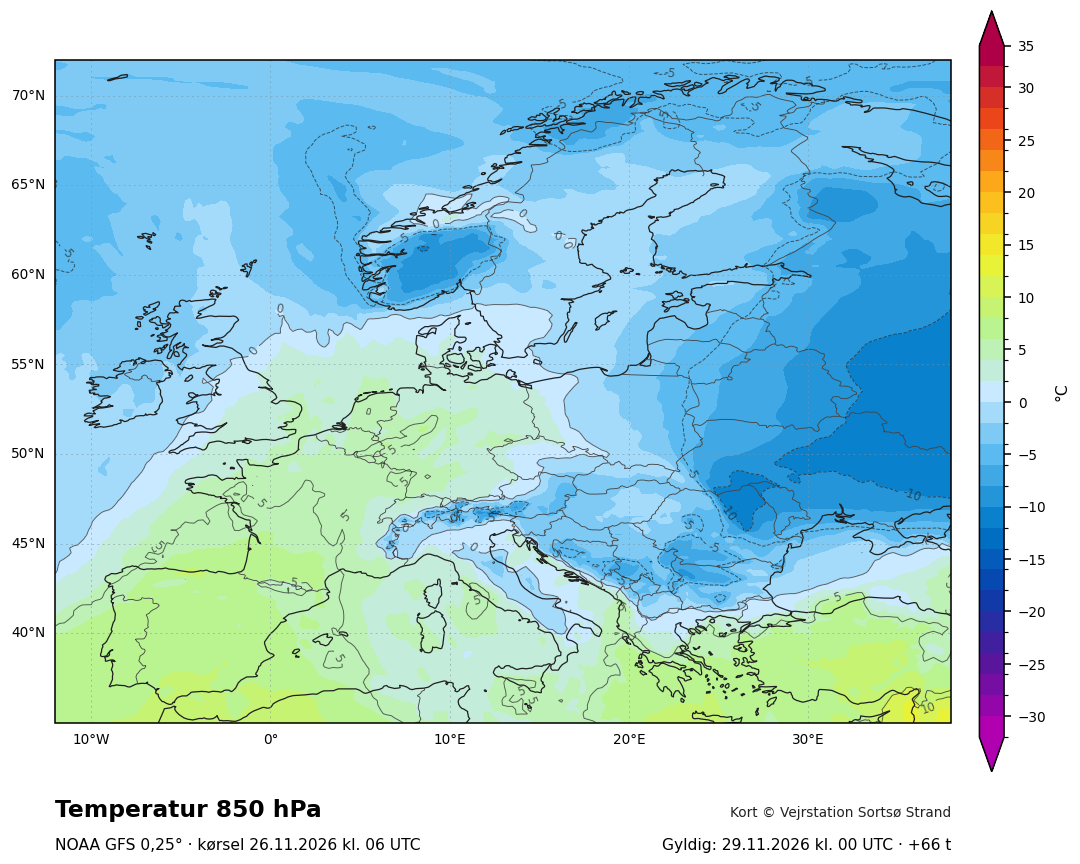 70°N
65°N
60°N
55°N
50°N
45°N
40°N
10°W
0°
10°E
20°E
30°E
35
30
25
20
15
10
5
0
−5
−10
−15
−20
−25
−30
°C
Temperatur 850 hPa
Kort © Vejrstation Sortsø Strand
NOAA GFS 0,25° · kørsel 26.11.2026 kl. 06 UTC
Gyldig: 29.11.2026 kl. 00 UTC · +66 t